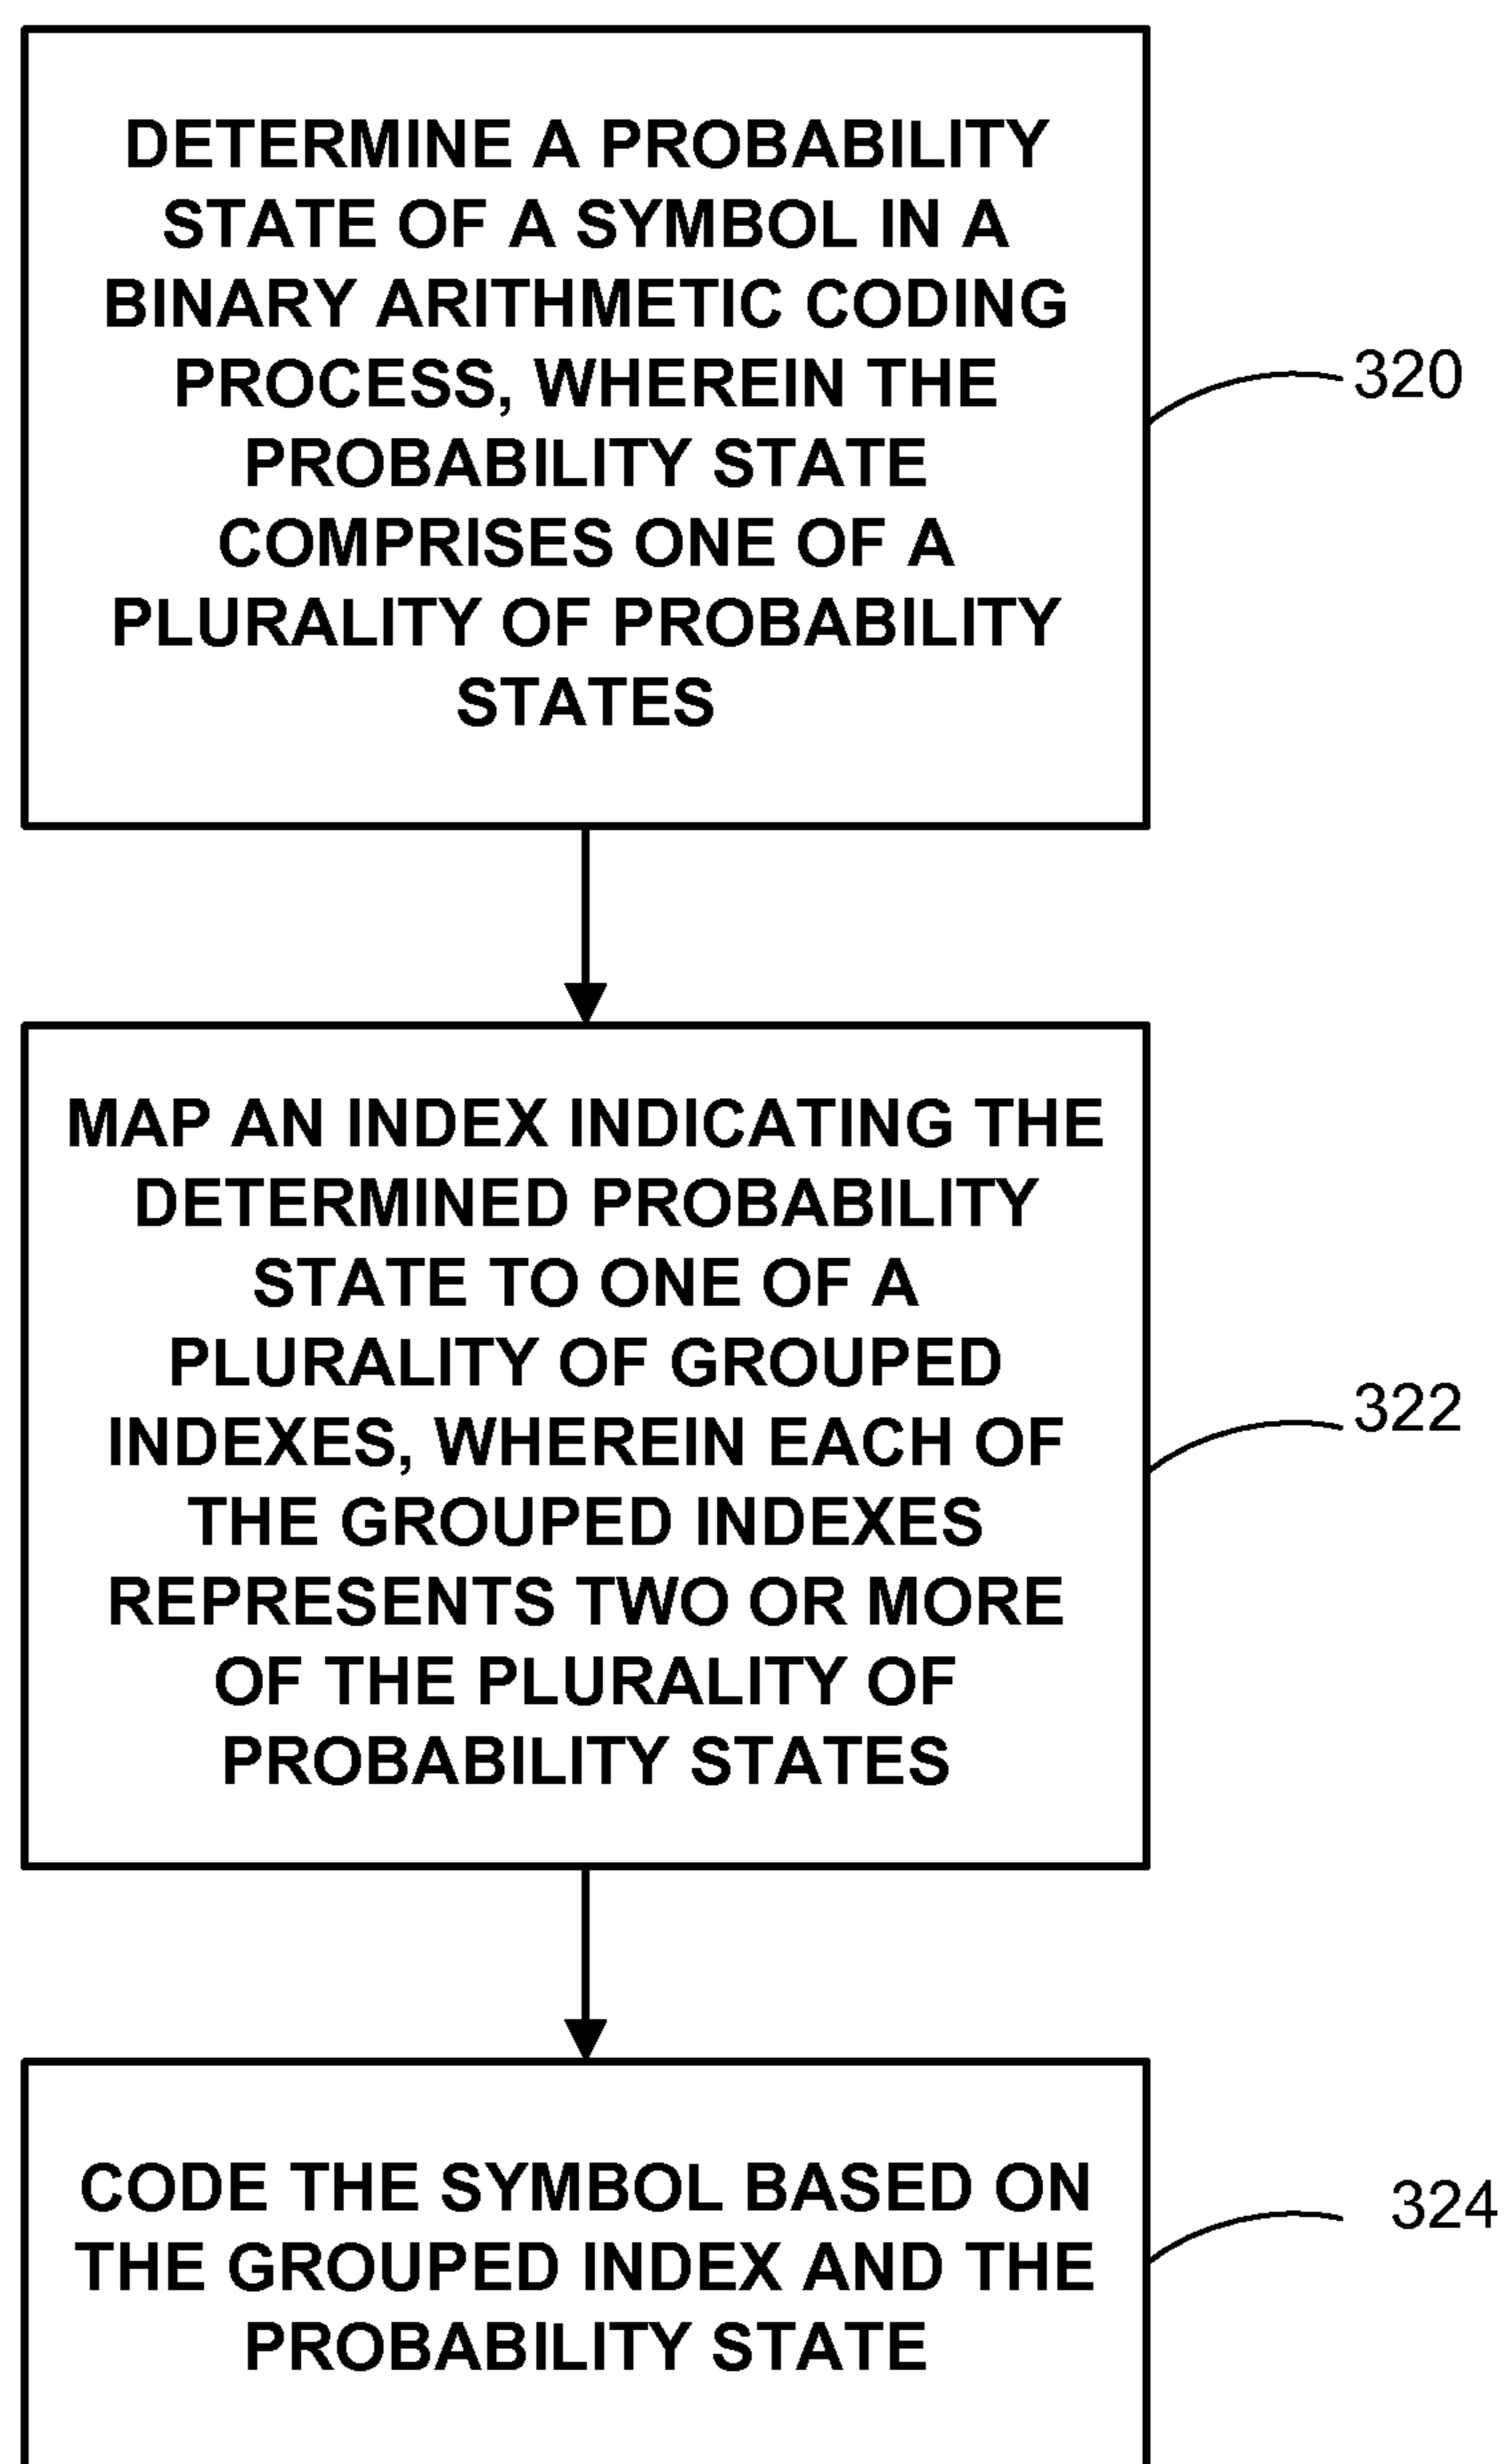 DETERMINE A PROBABILITY
STATE OF A SYMBOL IN A
BINARY ARITHMETIC CODING
PROCESS, WHEREIN THE
PROBABILITY STATE
COMPRISES ONE OF A
PLURALITY OF PROBABILITY
STATES
320
MAP AN INDEX INDICATING THE
DETERMINED PROBABILITY
STATE TO ONE OF A
PLURALITY OF GROUPED
INDEXES, WHEREIN EACH OF
THE GROUPED INDEXES
REPRESENTS TWO OR MORE
OF THE PLURALITY OF
PROBABILITY STATES
322
CODE THE SYMBOL BASED ON
THE GROUPED INDEX AND THE
PROBABILITY STATE
324